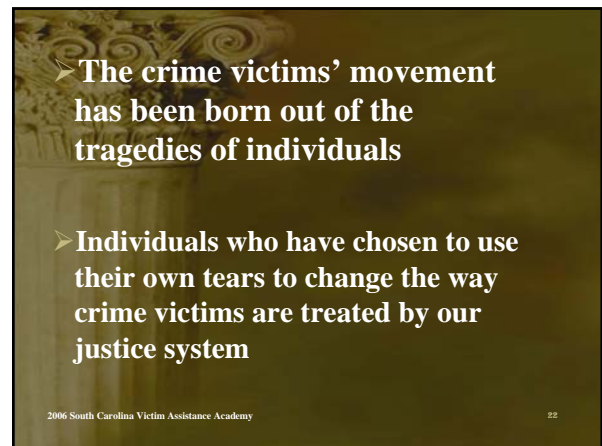 ➢The crime victims’ movement
has been born out of the
tragedies of individuals
➢Individuals who have chosen to use
their own tears to change the way
crime victims are treated by our
justice system
2006 South Carolina Victim Assistance Academy 22